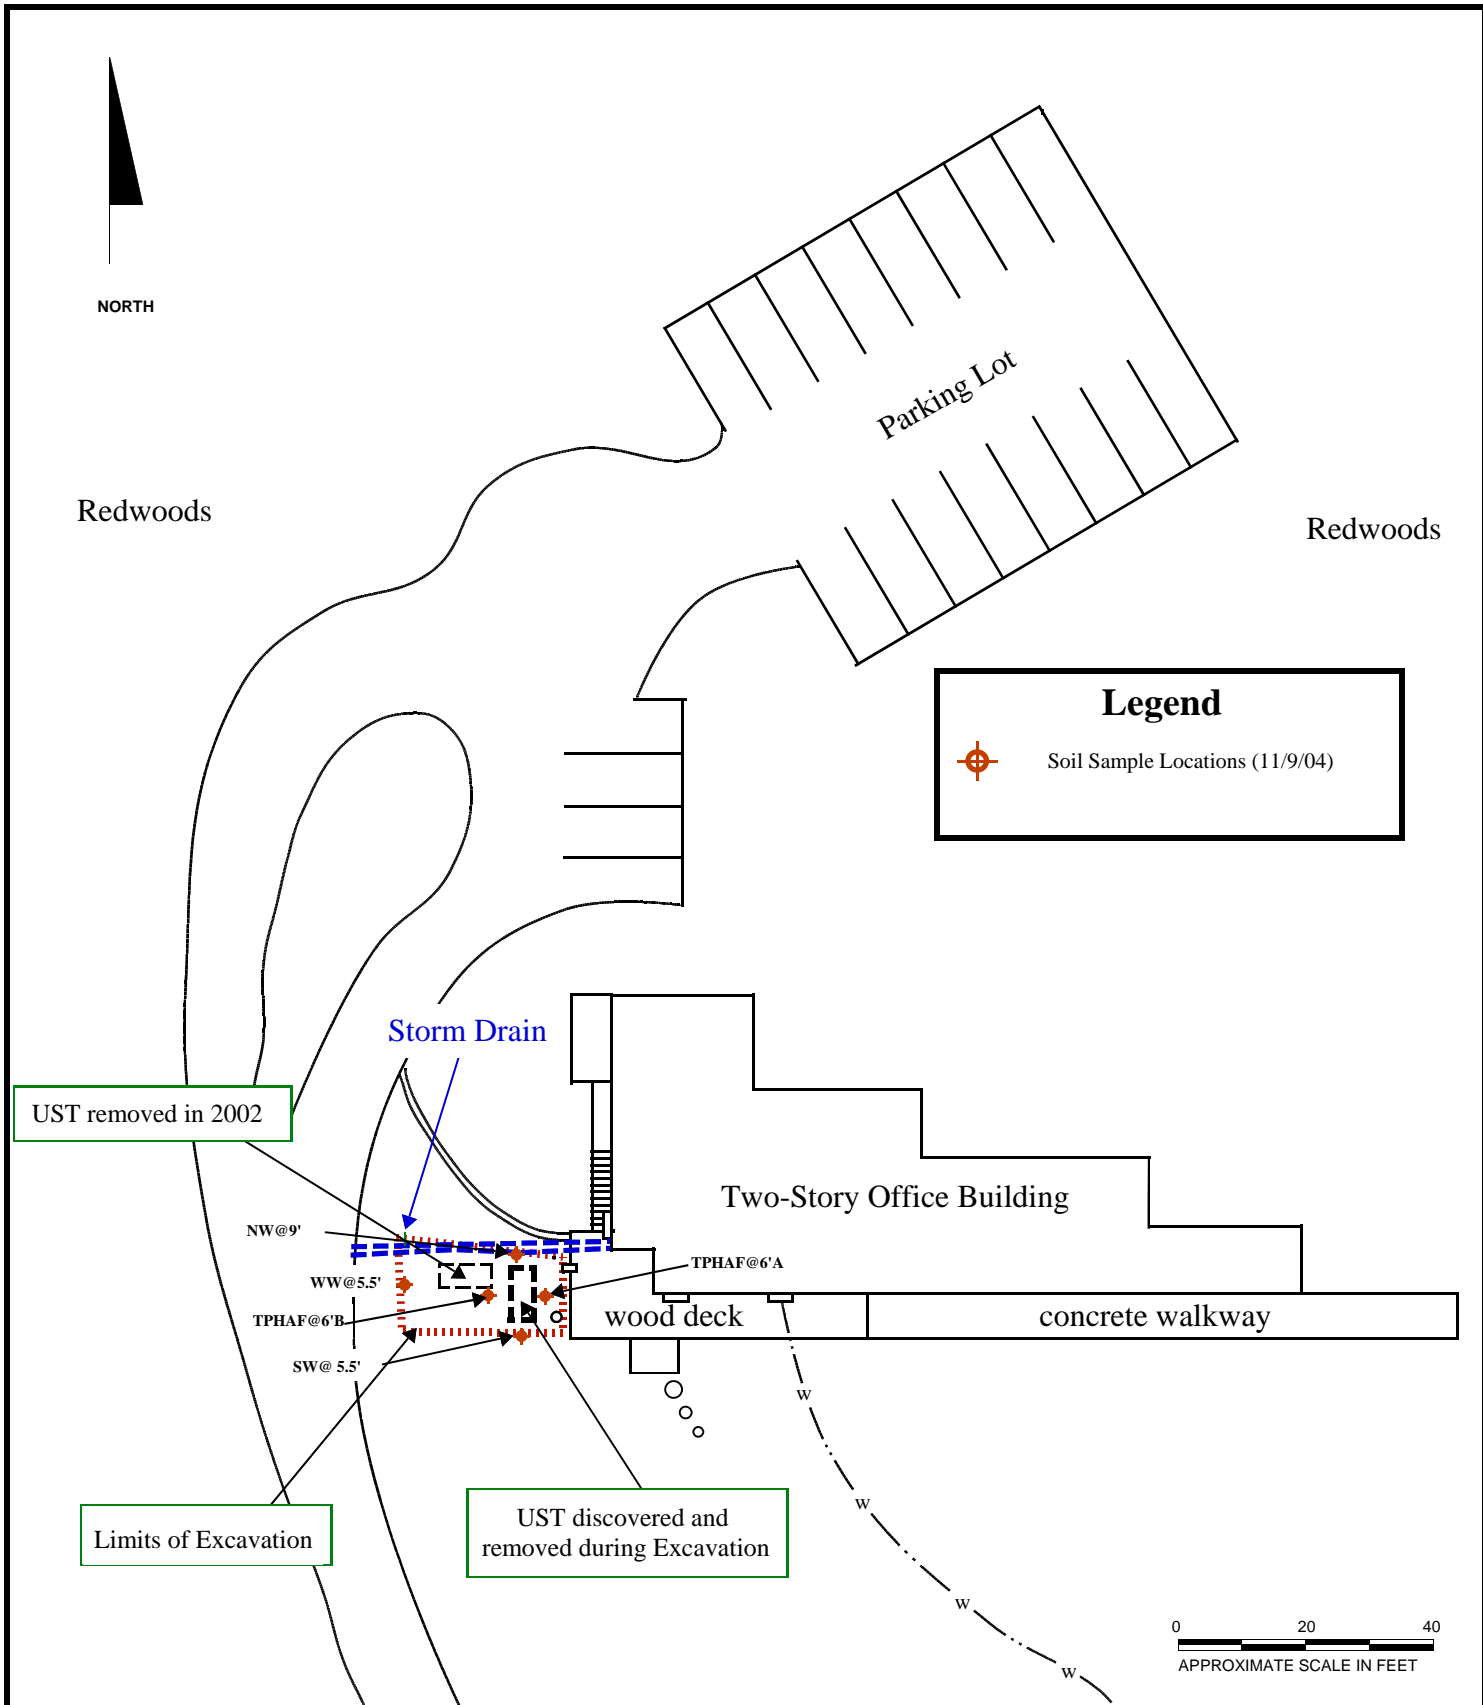 NORTH
Parking Lot
Redwoods
Redwoods
Legend
Soil Sample Locations (11/9/04)
Storm Drain
UST removed in 2002
Two-Story Office Building
NW@9'
TPHAF@6'A
WW@5.5'
TPHAF@6'B
wood deck
concrete walkway
SW@ 5.5'
w
w
UST discovered and
removed during Excavation
Limits of Excavation
w
w
0 20 40
APPROXIMATE SCALE IN FEET